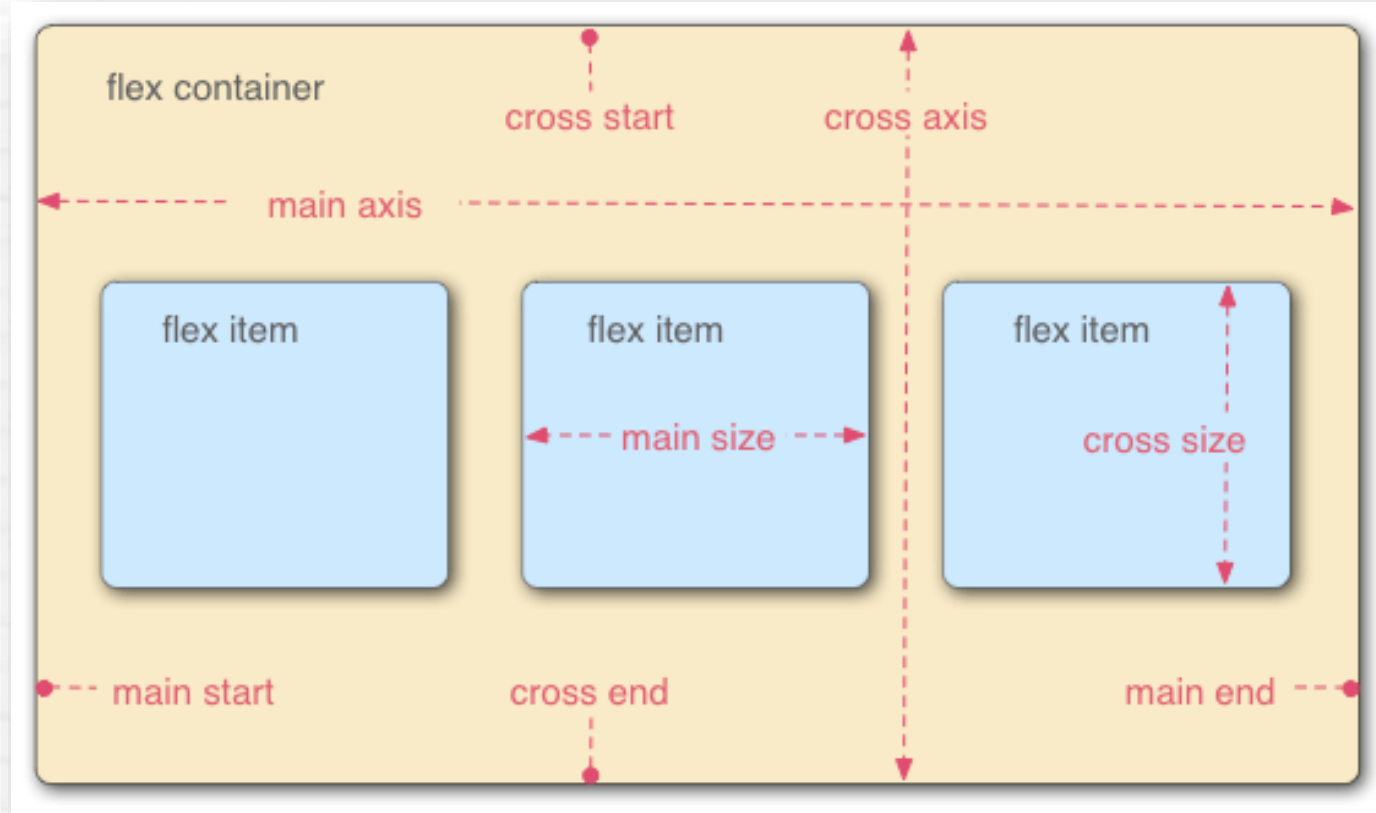 flex container
cross start
cross axis
main axis
flex item
flex item
flex item
main size
cross size
main start
cross end
main end